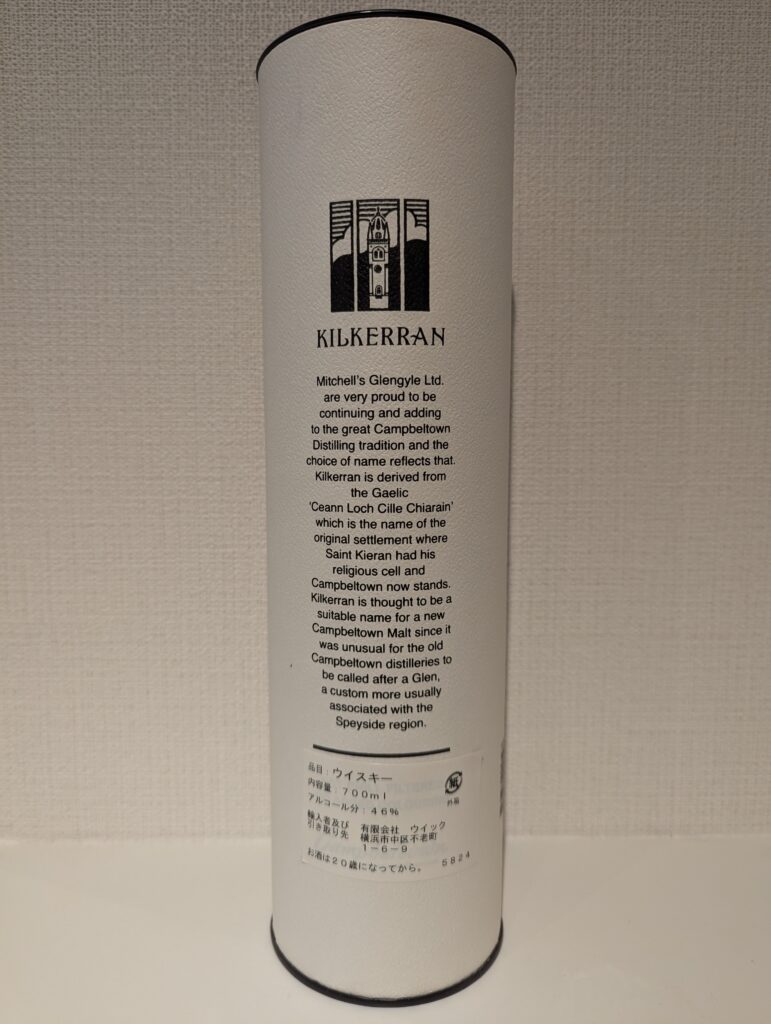 KILKERRAN
Mitchell's Glengyle Ltd.
are very proud to be
continuing and adding
to the great Campbeltown
Distilling tradition and the
choice of name reflects that.
Kilkerran is derived from
the Gaelic
'Ceann Loch Cille Chiarain'
which is the name of the
original settlement where
Saint Kieran had his
religious cell and
Campbeltown now stands.
Kilkerran is thought to be a
suitable name for a new
Campbeltown Malt since it
was unusual for the old
Campbeltown distilleries to
be called after a Glen,
a custom more usually
associated with the
Speyside region.
品目:ウイスキー
内容量:700ml
アルコール分:46%
紙
外箱
輸入者及び 有限会社 ウイック
引き取り先 横浜市中区不老町
1-6-9
お酒は20歳になってから。 5824